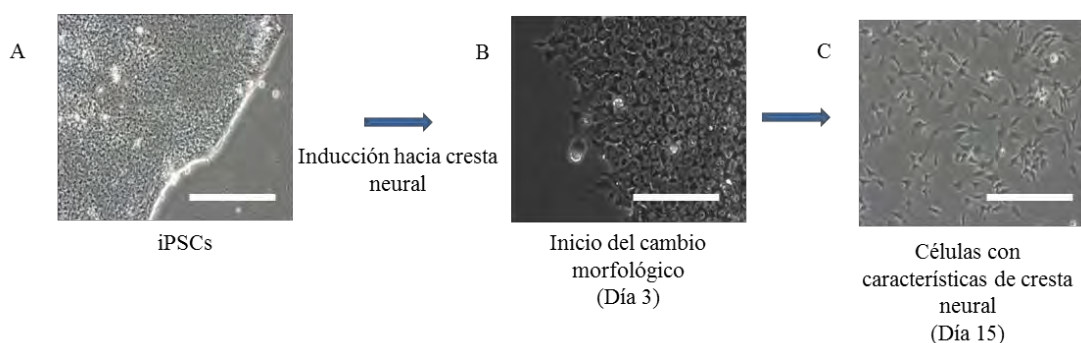 A
B
C
Inducción hacia cresta
neural
iPSCs
Inicio del cambio
morfológico
(Día 3)
Células con
características de cresta
neural
(Día 15)